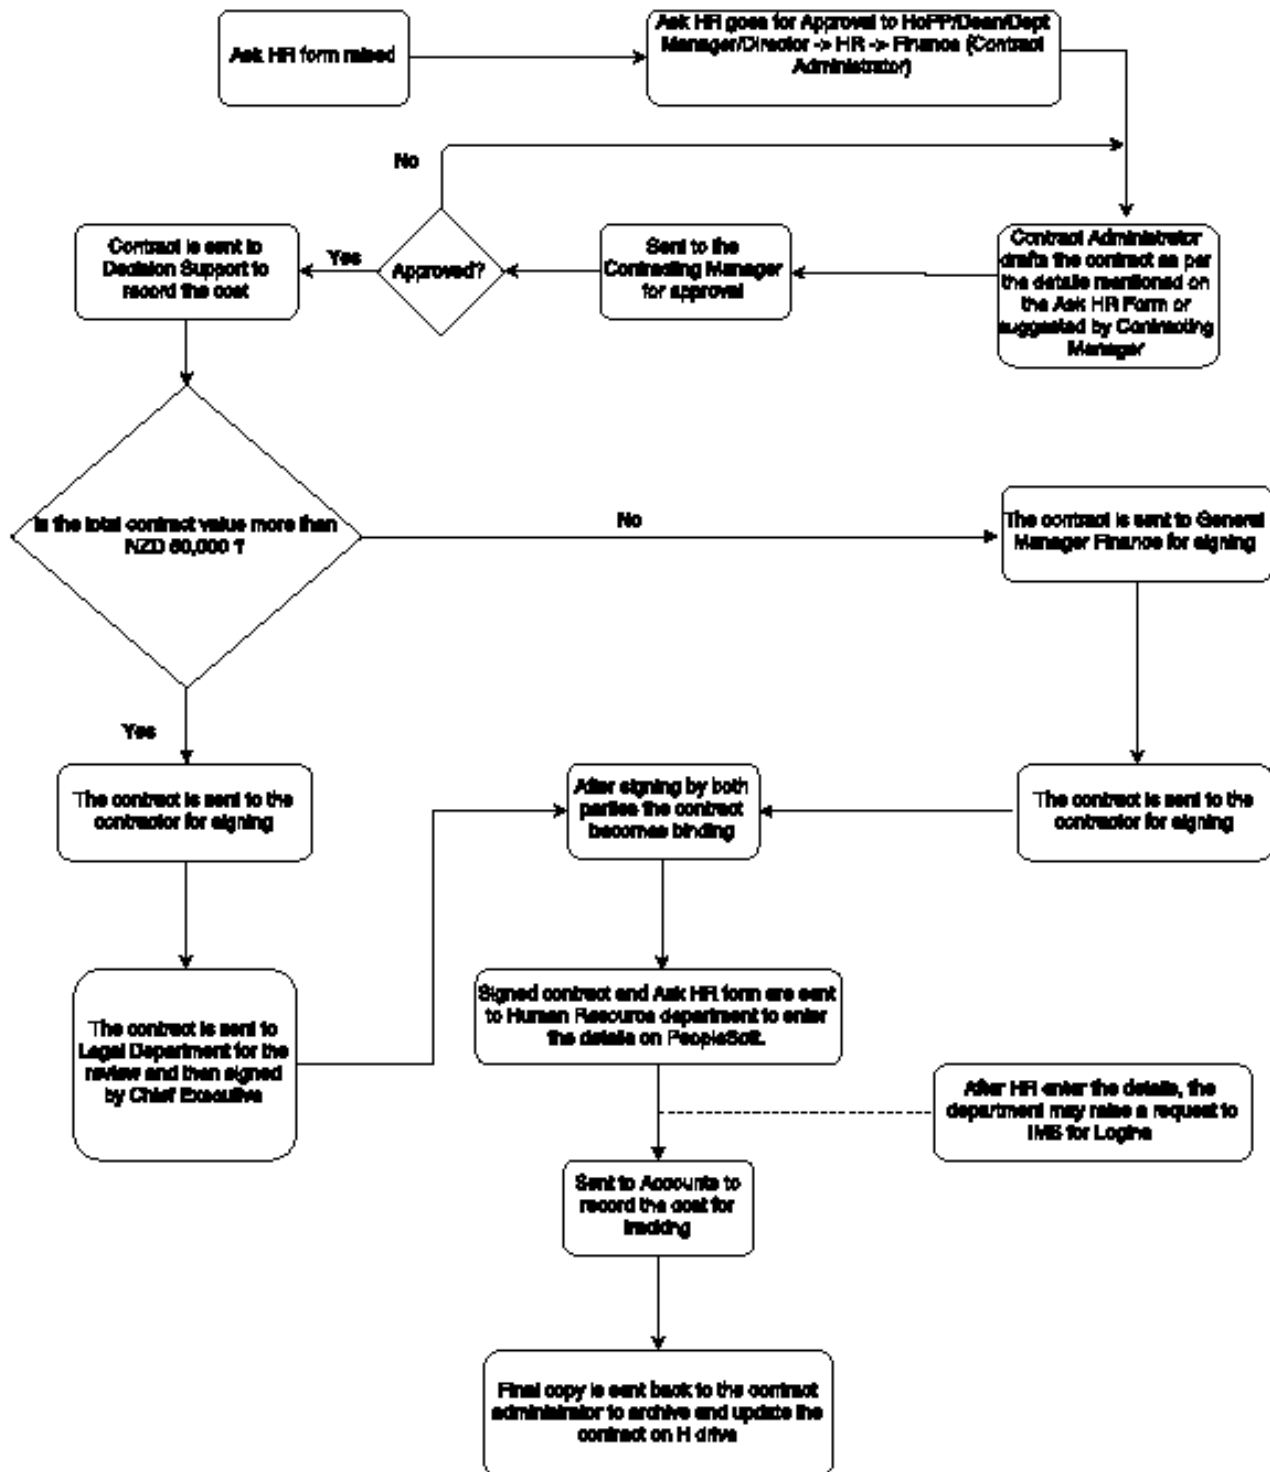 Ask HR form raised
Ask HR goes for Approval to HoPP/Dean/Dept
Manager/Director -> HR -> Finance (Contract
Administrator)
No
Contract is sent to
Decision Support to
record the cost
Yes
Approved?
Sent to the
Contracting Manager
for approval
Contract Administrator
drafts the contract as per
the details mentioned on
the Ask HR Form or
suggested by Contracting
Manager
Is the total contract value more than
NZD ?
No
The contract is sent to General
Manager Finance for signing
Yes
The contract is sent to the
contractor for signing
After signing by both
parties the contract
becomes binding
The contract is sent to the
contractor for signing
The contract is sent to
Legal Department for the
review and then signed
by Chief Executive
Signed contract and Ask HR form are sent
to Human Resource department to enter
the details on PeopleSoft.
After HR enter the details, the
department may raise a request to
for Logins
Sent to Accounts to
record the cost for
tracking
Final copy is sent back to the contract
administrator to archive and update the
contract on H drive